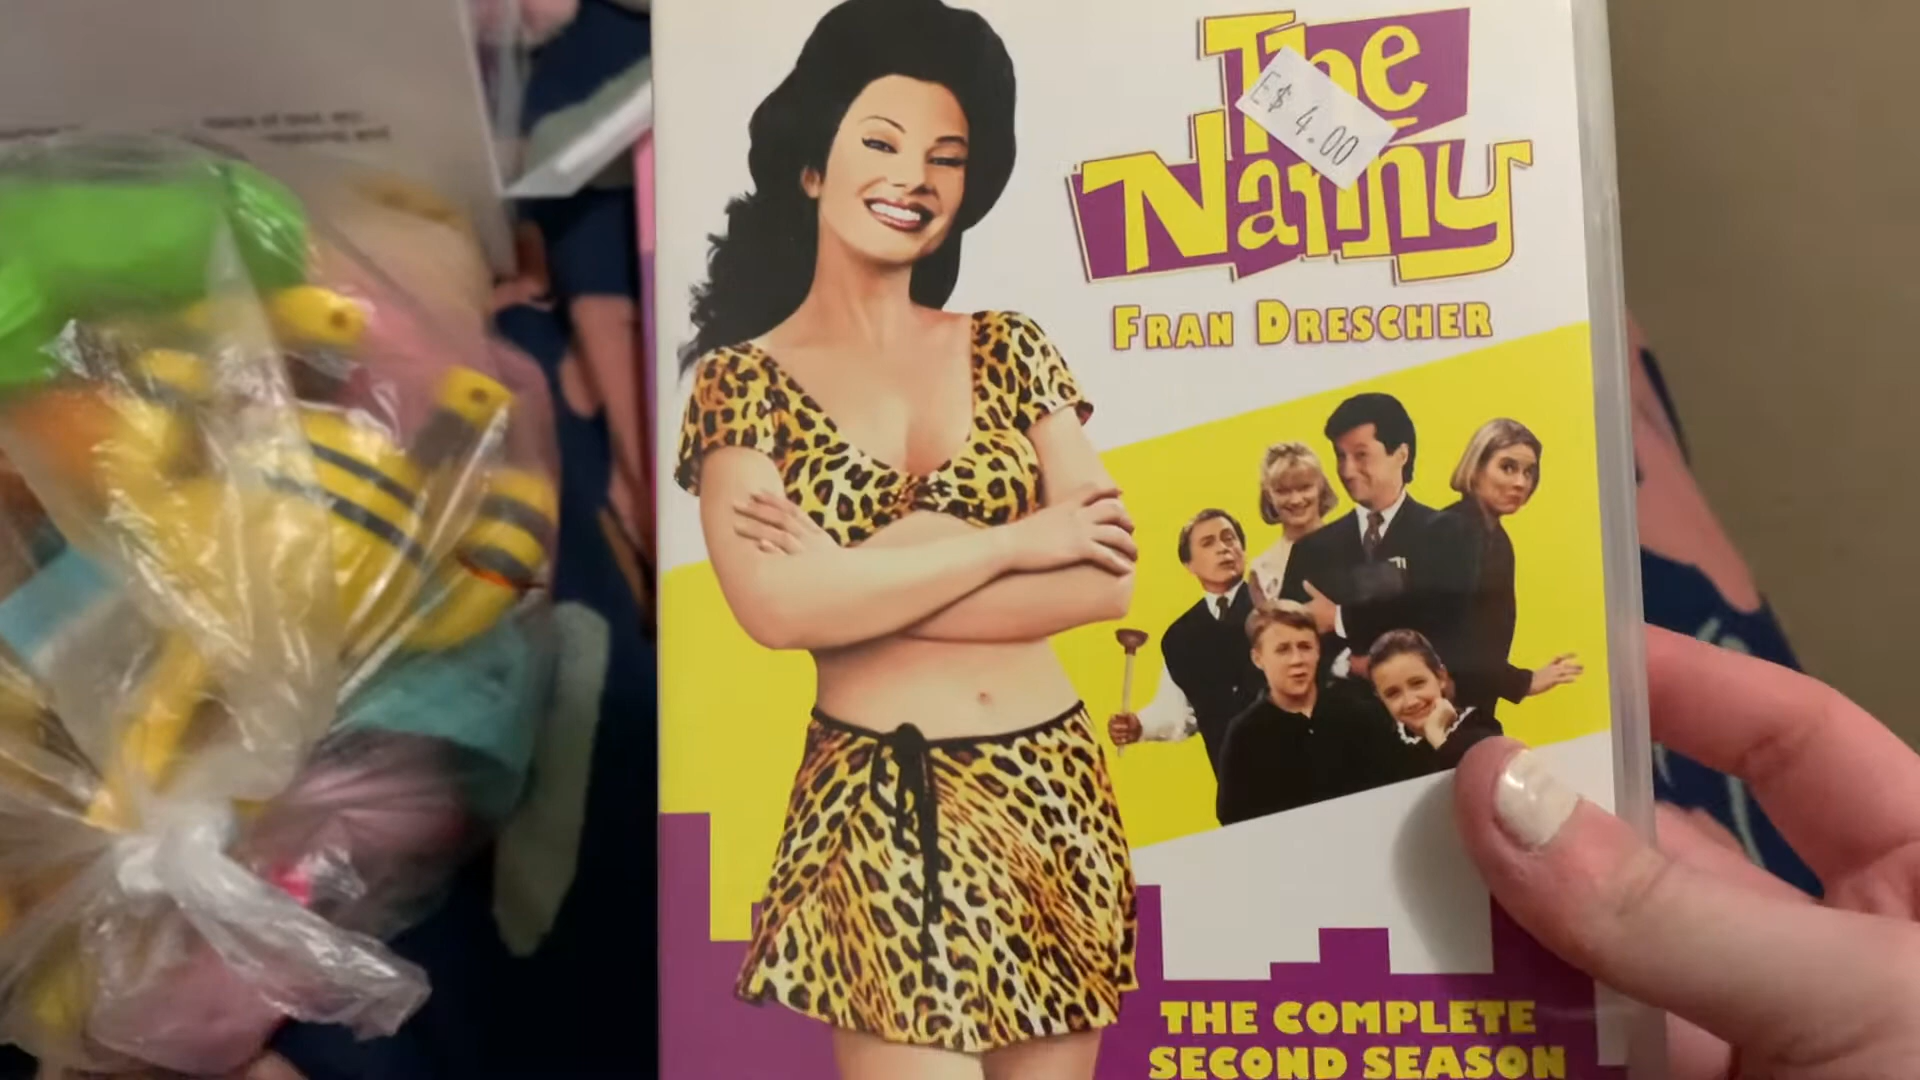 The
E$ 4.00
Nanny
FRAN DRESCHER
THE COMPLETE
SECOND SEASON